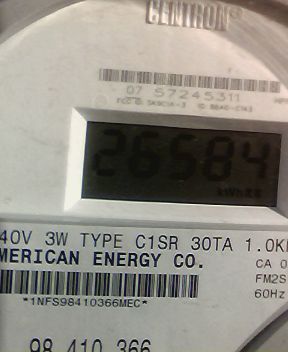 CENTRON®
07 57245311
26584
kWh
40V 3W TYPE C1SR 30TA 1.0K
MERICAN ENERGY CO.
CA 0
FM2S
60Hz
*1NFS98410366MEC*
98 410 366